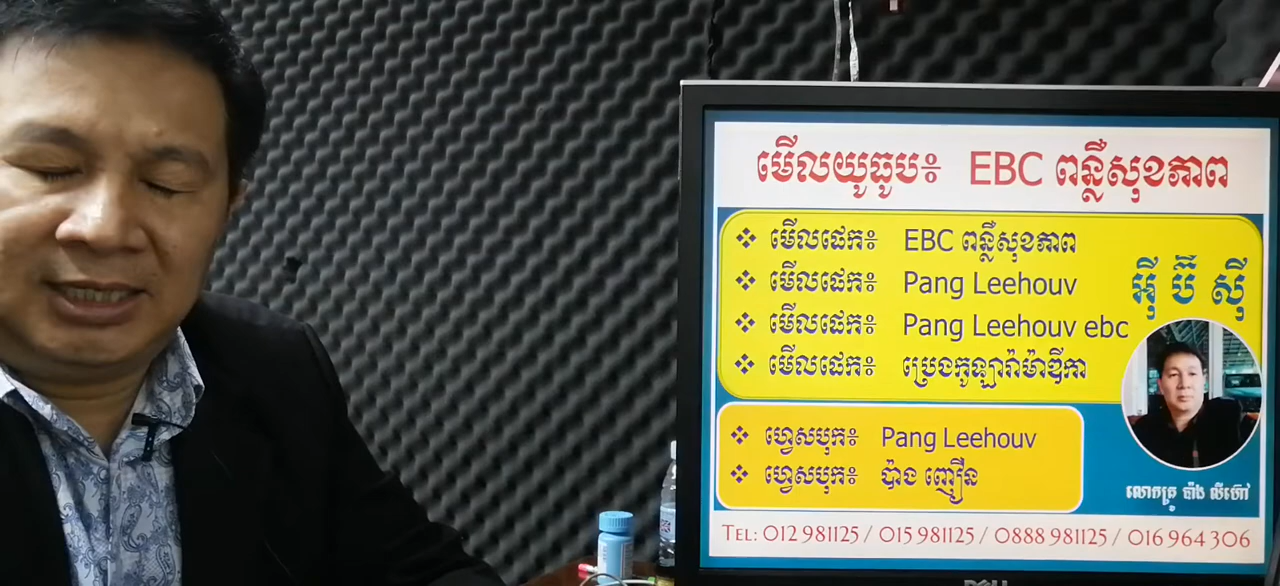 មើលយូធូប៖ EBC ពន្លឺសុខភាព
❖ មើលផេក៖ EBC ពន្លឺសុខភាព
❖ មើលផេក៖ Pang Leehouv
❖ មើលផេក៖ Pang Leehouv ebc
❖ មើលផេក៖ ប្រេងកូឡារ៉ាម៉ាឌីកា
អ៊ី ប៊ី ស៊ី
❖ ហ្វេសបុក៖ Pang Leehouv
❖ ហ្វេសបុក៖ ប៉ាង ញឿន
លោកគ្រូ ប៉ាង លីហ៊ៅ
TEL: 012 981125 / 015 981125 / 0888 981125 / 016 964 306